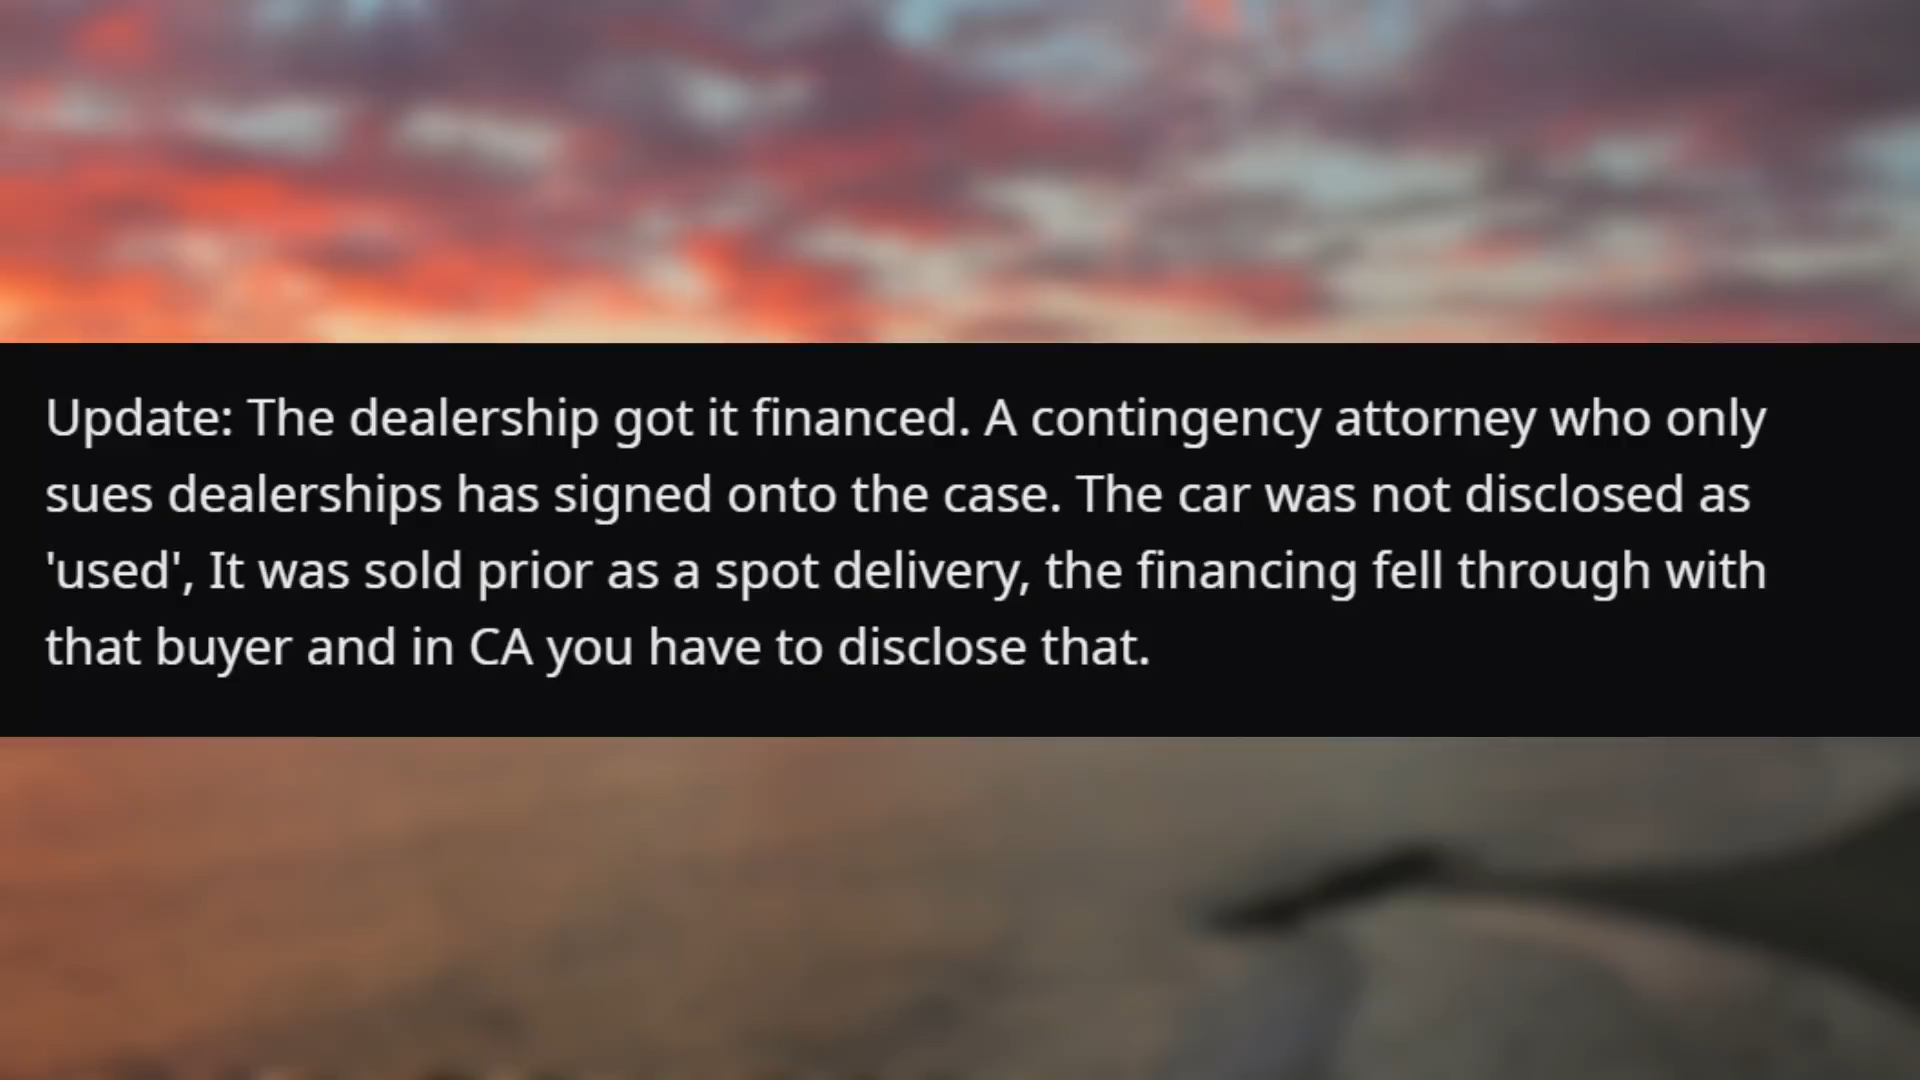 Update: The dealership got it financed. A contingency attorney who only
sues dealerships has signed onto the case. The car was not disclosed as
'used', It was sold prior as a spot delivery, the financing fell through with
that buyer and in CA you have to disclose that.